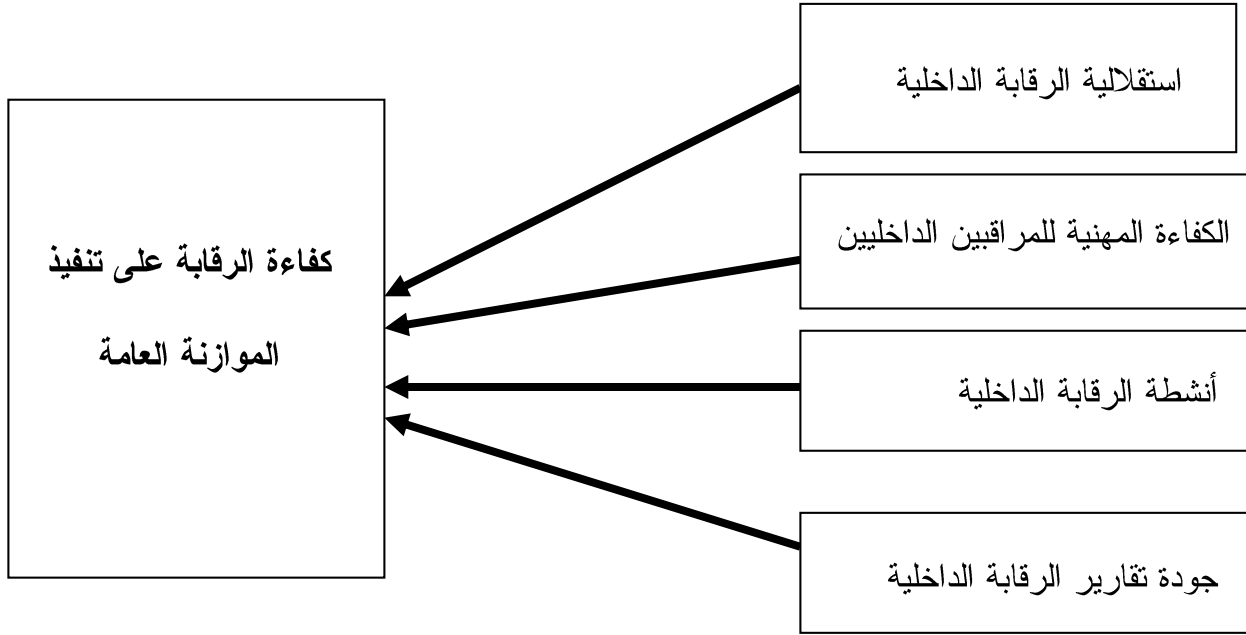 استقلالية الرقابة الداخلية
الكفاءة المهنية للمراقبين الداخليين
أنشطة الرقابة الداخلية
جودة تقارير الرقابة الداخلية
كفاءة الرقابة على تنفيذ
الموازنة العامة